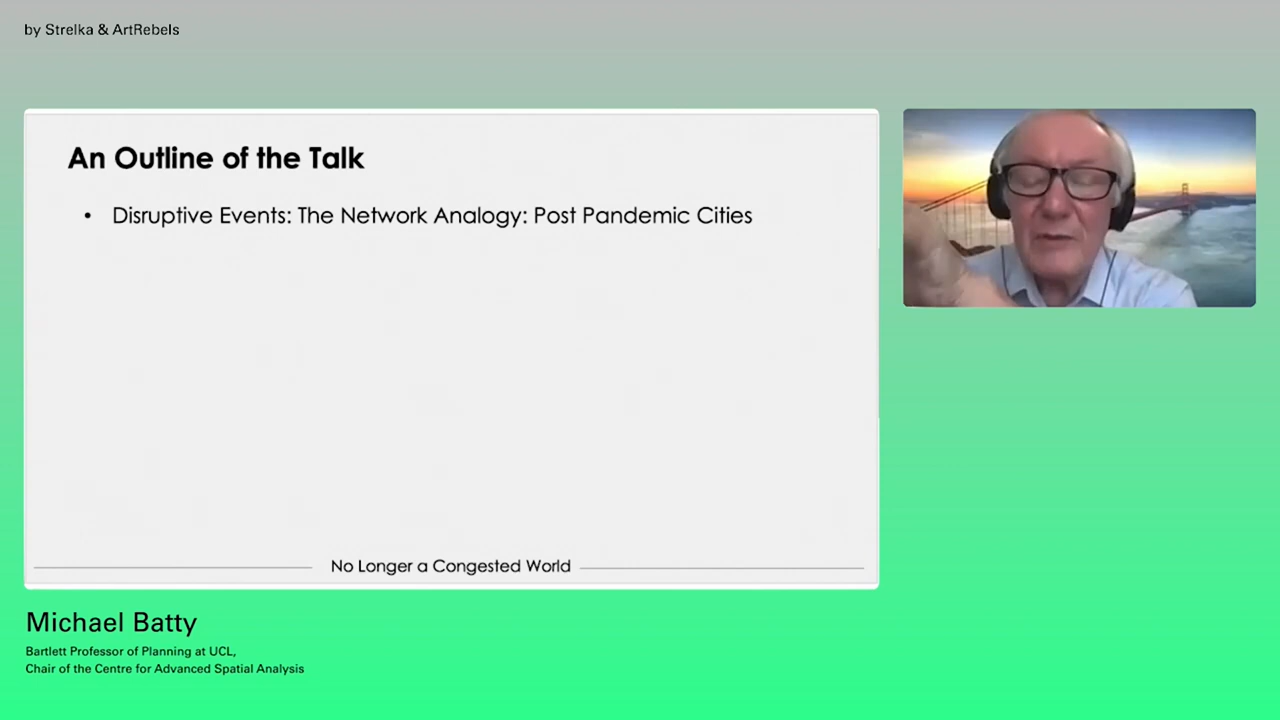 by Strelka & ArtRebels
An Outline of the Talk
• Disruptive Events: The Network Analogy: Post Pandemic Cities
No Longer a Congested World
Michael Batty
Bartlett Professor of Planning at UCL,
Chair of the Centre for Advanced Spatial Analysis